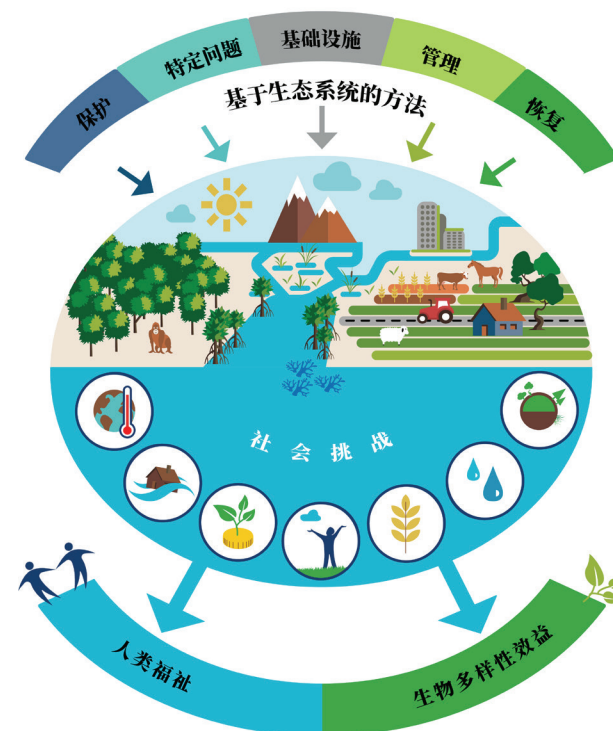 保护
特定问题
基础设施
管理
恢复
基于生态系统的方法
社会挑战
人类福祉
生物多样性效益